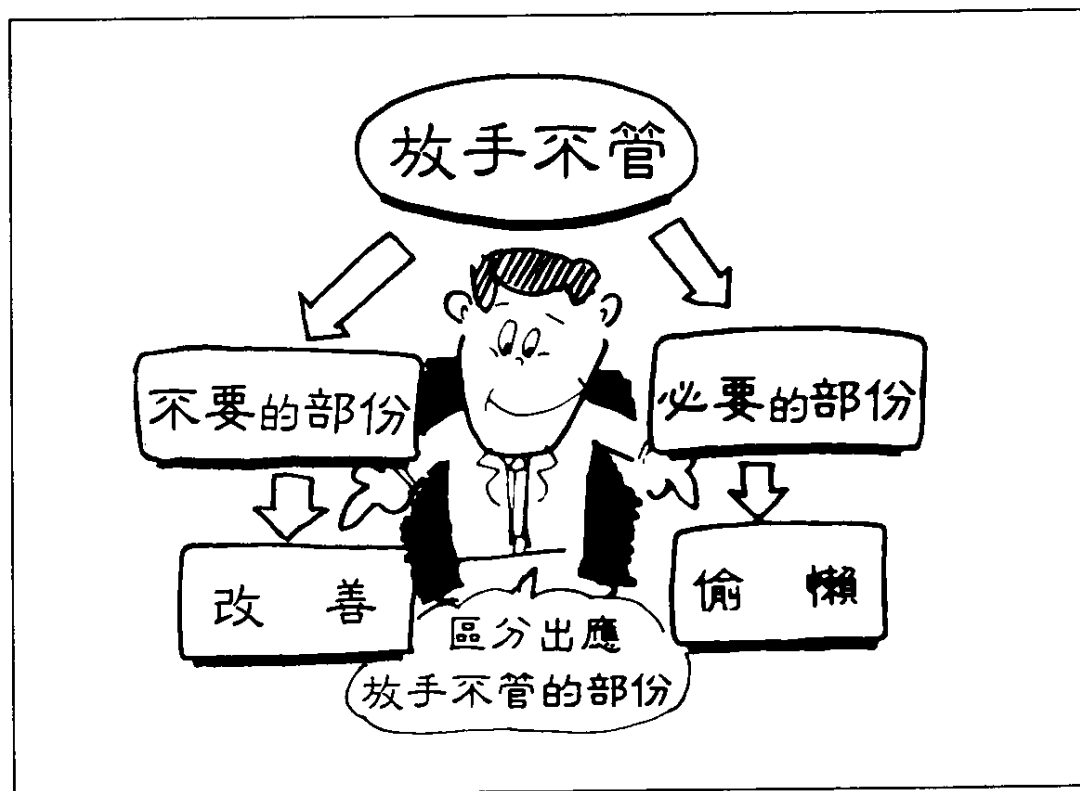 放手不管
不要的部份
必要的部份
改善
偷懶
區分出應
放手不管的部份